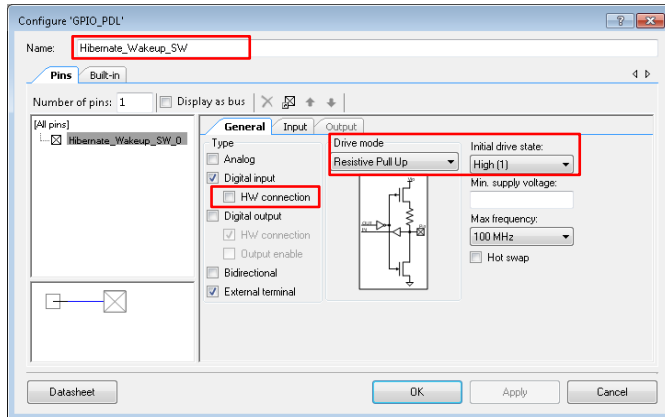 Configure 'GPIO_PDL'
Name: Hibernate_Wakeup_SW
Pins Built-in
Number of pins: 1 Display as bus
[All pins]
Hibernate_Wakeup_SW_0
General Input Output
Type
Analog
Digital input
HW connection
Digital output
HW connection
Output enable
Bidirectional
External terminal
Drive mode
Resistive Pull Up
Initial drive state:
High (1)
Min. supply voltage:
Max frequency:
100 MHz
Hot swap
Datasheet OK Apply Cancel